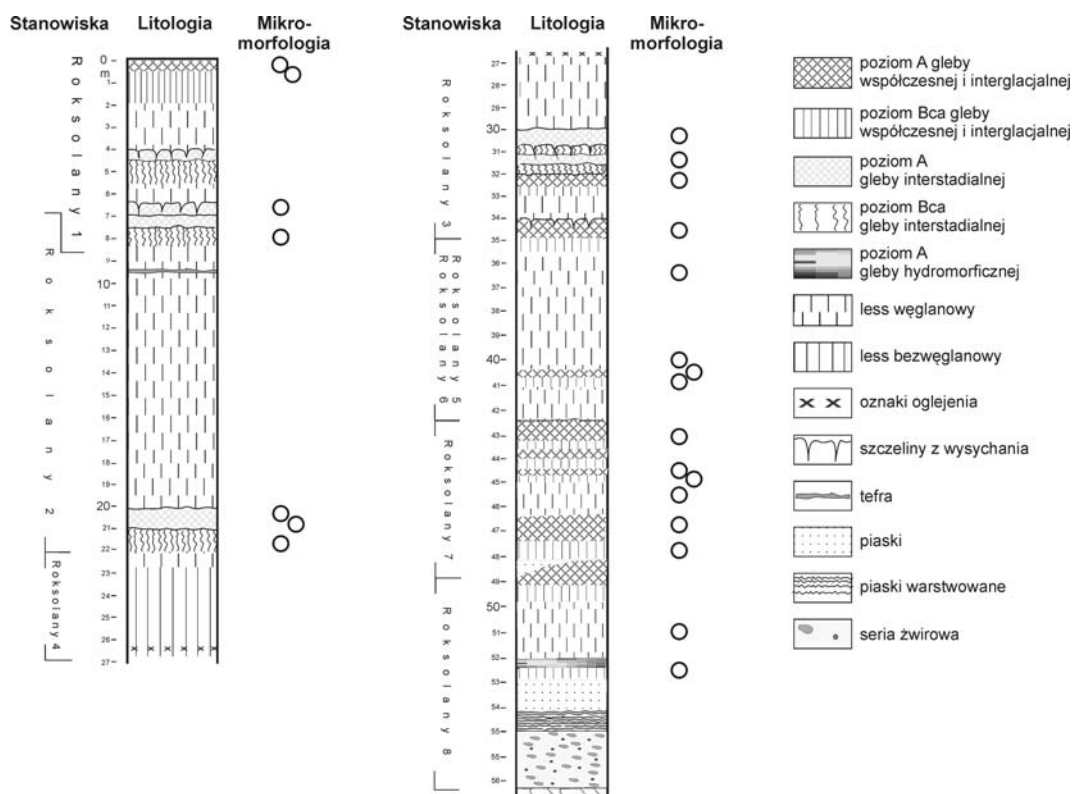 Stanowiska
Litologia
Mikro-
morfologia
Roksolany 1
Roksolany 2
Roksolany 4
0
m
1
2
3
4
5
6
7
8
9
10
11
12
13
14
15
16
17
18
19
20
21
22
23
24
25
26
27
Stanowiska
Litologia
Mikro-
morfologia
Roksolany 3
Roksolany 5
Roksolany 6
Roksolany 7
Roksolany 8
27
28
29
30
31
32
33
34
35
36
37
38
39
40
41
42
43
44
45
46
47
48
49
50
51
52
53
54
55
55
56
poziom A gleby
współczesnej i interglacjalnej
poziom Bca gleby
współczesnej i interglacjalnej
poziom A
gleby interstadialnej
poziom Bca
gleby interstadialnej
poziom A
gleby hydromorficznej
less węglanowy
less bezwęglanowy
oznaki oglejenia
szczeliny z wysychania
tefra
piaski
piaski warstwowane
seria żwirowa